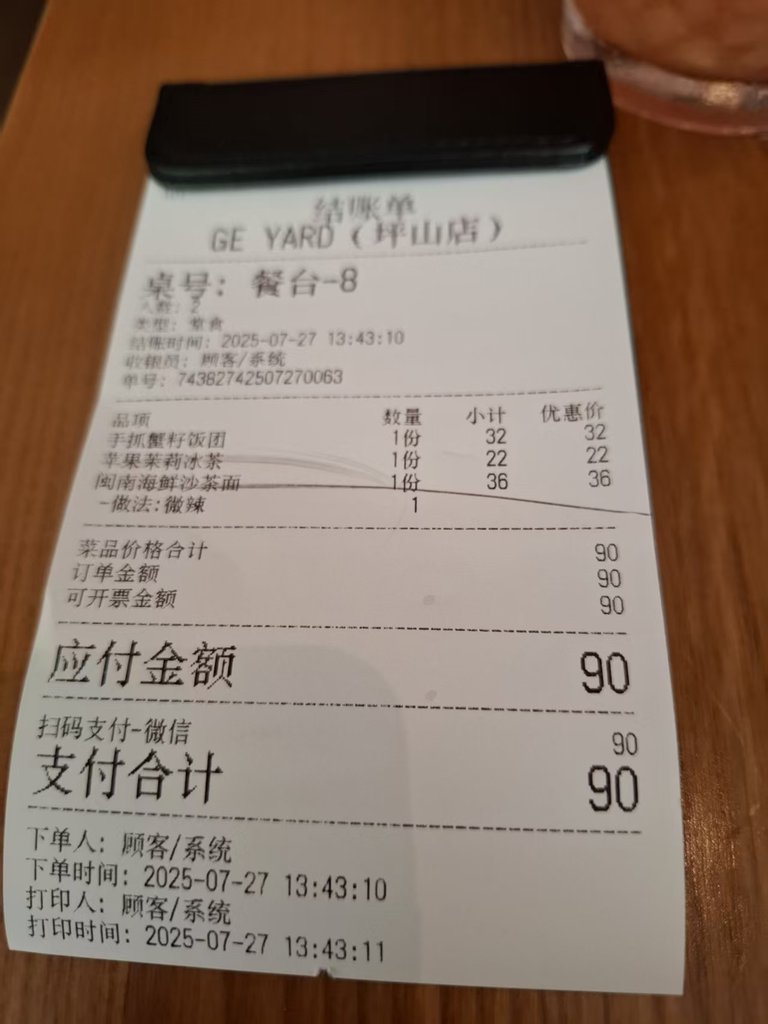 结账单
GE YARD（坪山店）
桌号: 餐台-8
人数: 2
类型: 堂食
结账时间: 2025-07-27 13:43:10
收银员: 顾客/系统
单号: 74382742507270063
品项 数量 小计 优惠价
手抓蟹籽饭团 1份 32 32
苹果茉莉冰茶 1份 22 22
闽南海鲜沙茶面 1份 36 36
-做法:微辣 1
菜品价格合计 90
订单金额 90
可开票金额 90
应付金额 90
扫码支付-微信 90
支付合计 90
下单人: 顾客/系统
下单时间: 2025-07-27 13:43:10
打印人: 顾客/系统
打印时间: 2025-07-27 13:43:11